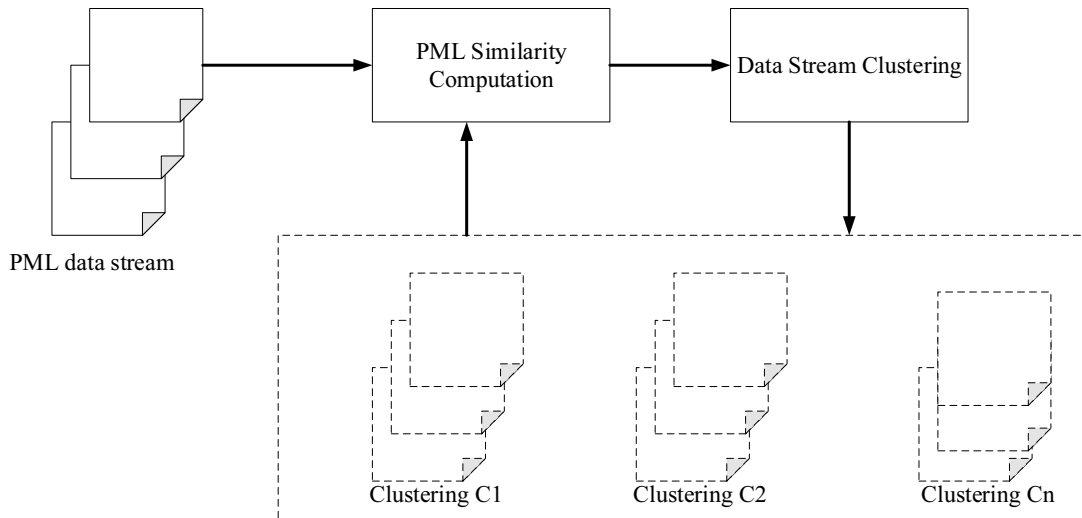 PML Similarity
Computation
Data Stream Clustering
PML data stream
Clustering C1
Clustering C2
Clustering Cn